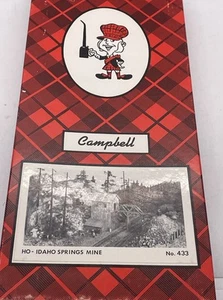 Campbell
HO - IDAHO SPRINGS MINE No. 433